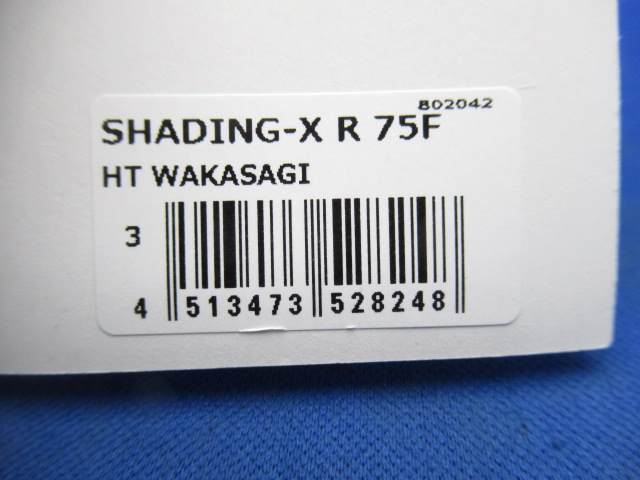 802042
SHADING-X R 75F
HT WAKASAGI
3
4 513473 528248